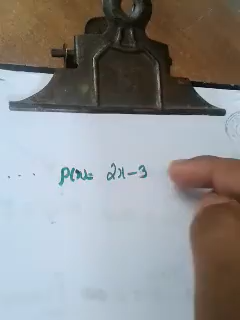 ... p(x)= 2x-3